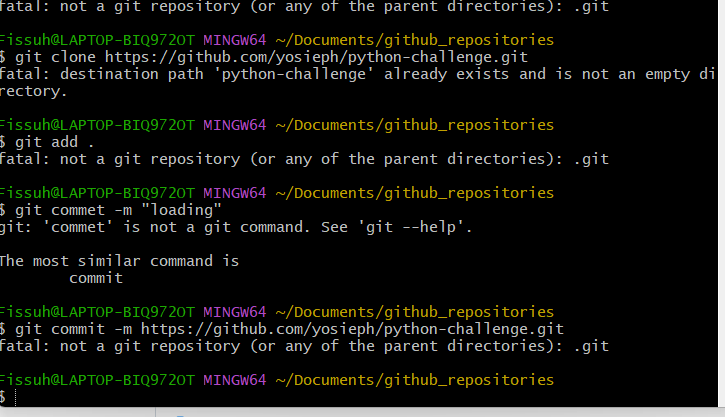 fatal: not a git repository (or any of the parent directories): .git
Fissuh@LAPTOP-BIQ972OT MINGW64 ~/Documents/github_repositories
$ git clone https://github.com/yosieph/python-challenge.git
fatal: destination path 'python-challenge' already exists and is not an empty di
rectory.
Fissuh@LAPTOP-BIQ972OT MINGW64 ~/Documents/github_repositories
$ git add .
fatal: not a git repository (or any of the parent directories): .git
Fissuh@LAPTOP-BIQ972OT MINGW64 ~/Documents/github_repositories
$ git commet -m "loading"
git: 'commet' is not a git command. See 'git --help'.
The most similar command is
commit
Fissuh@LAPTOP-BIQ972OT MINGW64 ~/Documents/github_repositories
$ git commit -m https://github.com/yosieph/python-challenge.git
fatal: not a git repository (or any of the parent directories): .git
Fissuh@LAPTOP-BIQ972OT MINGW64 ~/Documents/github_repositories
$